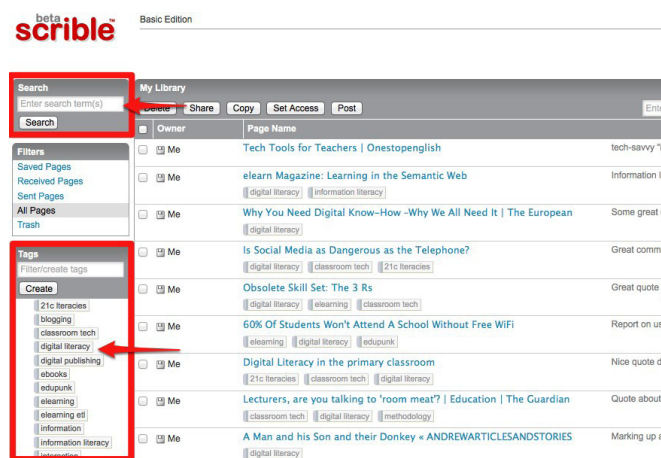 beta
scrible™
Basic Edition
Search
Enter search term(s)
Search
Filters
Saved Pages
Received Pages
Sent Pages
All Pages
Trash
Tags
Filter/create tags
Create
21c lteracies
blogging
classroom tech
digital literacy
digital publishing
ebooks
edupunk
elearning
elearning etl
information
information literacy
My Library
Delete Share Copy Set Access Post
Owner Page Name
Me Tech Tools for Teachers | Onestopenglish tech-savvy
Me elearn Magazine: Learning in the Semantic Web Information
digital literacy information literacy
Me Why You Need Digital Know-How -Why We All Need It | The European Some great
digital literacy
Me Is Social Media as Dangerous as the Telephone? Great comm
digital literacy classroom tech 21c lteracies
Me Obsolete Skill Set: The 3 Rs Great quote
digital literacy elearning classroom tech
Me 60% Of Students Won't Attend A School Without Free WiFi Report on us
elearning digital literacy edupunk
Me Digital Literacy in the primary classroom Nice quote d
21c lteracies classroom tech digital literacy
Me Lecturers, are you talking to 'room meat'? | Education | The Guardian Quote about
classroom tech digital literacy methodology
Me A Man and his Son and their Donkey « ANDREWARTICLESANDSTORIES Marking up a
digital literacy